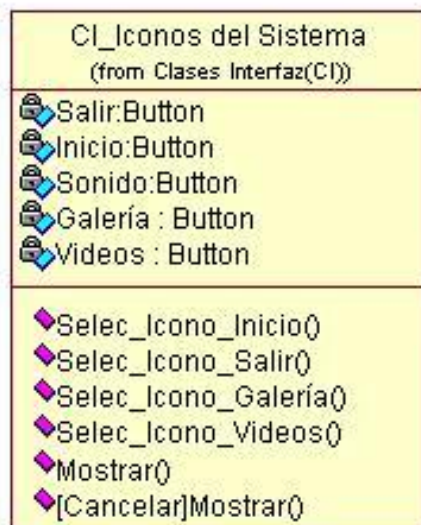 CI_Iconos del Sistema
(from Clases Interfaz(CI))
Salir:Button
Inicio:Button
Sonido:Button
Galería : Button
Videos : Button
Selec_Icono_Inicio()
Selec_Icono_Salir()
Selec_Icono_Galería()
Selec_Icono_Videos()
Mostrar()
[Cancelar]Mostrar()